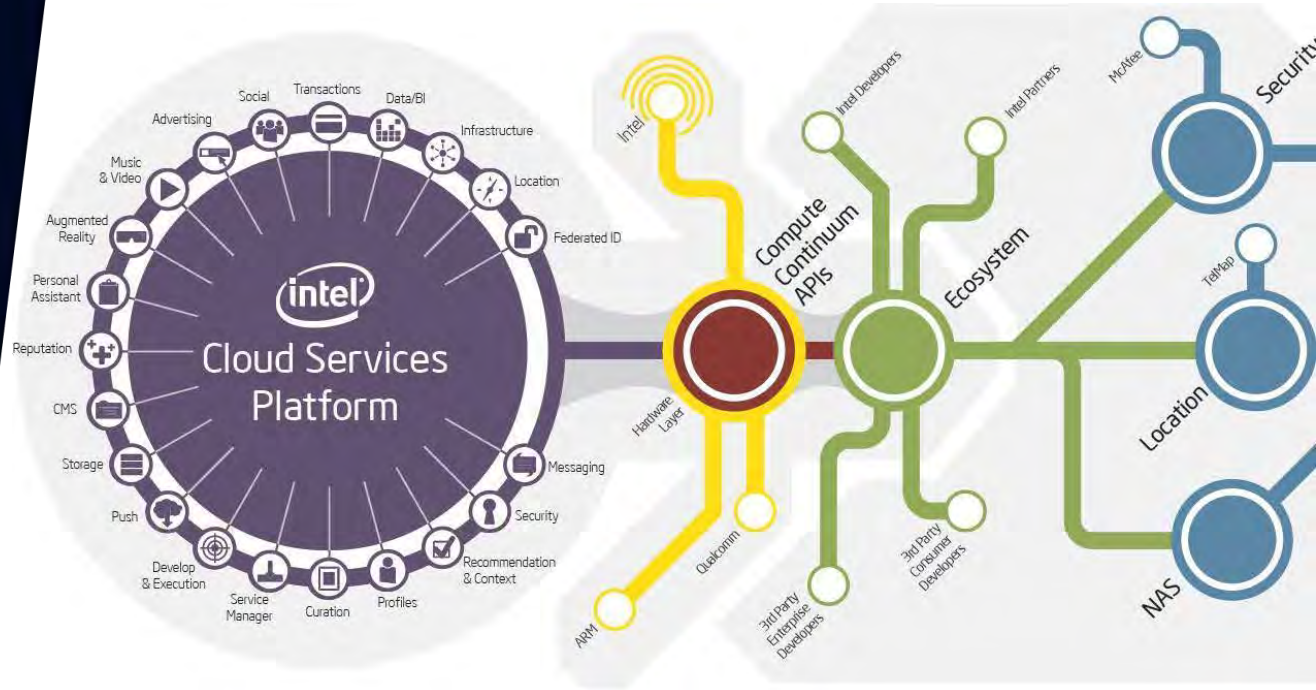 Transactions
Social
Data/BI
Advertising
Infrastructure
Music
& Video
Location
Augmented
Reality
Federated ID
Personal
Assistant
Reputation
CMS
Storage
Push
Develop
& Execution
Service
Manager
Curation
Profiles
Recommendation
& Context
Security
Messaging
intel
Cloud Services
Platform
Intel
Hardware
Layer
ARM
Qualcomm
Compute
Continuum
APIs
Intel Developers
Intel Partners
Ecosystem
3rd Party
Enterprise
Developers
3rd Party
Consumer
Developers
McAfee
Security
TelMap
Location
NAS